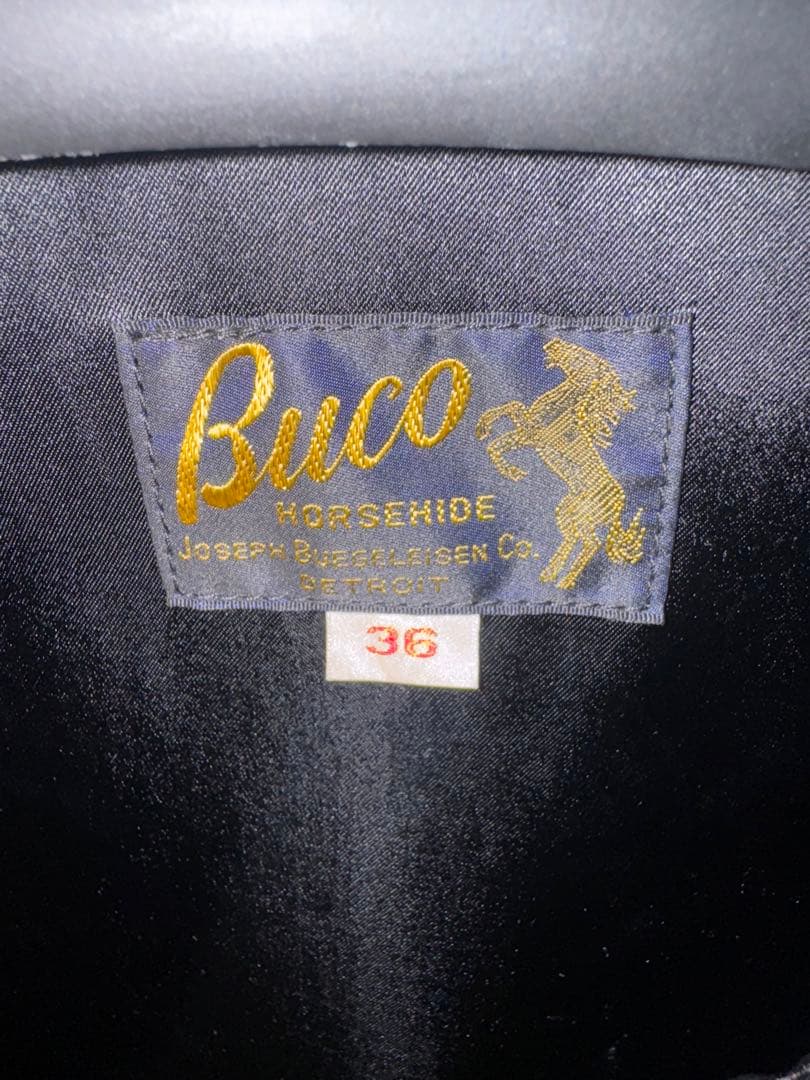 Buco
HORSEHIDE
JOSEPH BUEGELEISEN CO.
DETROIT
36